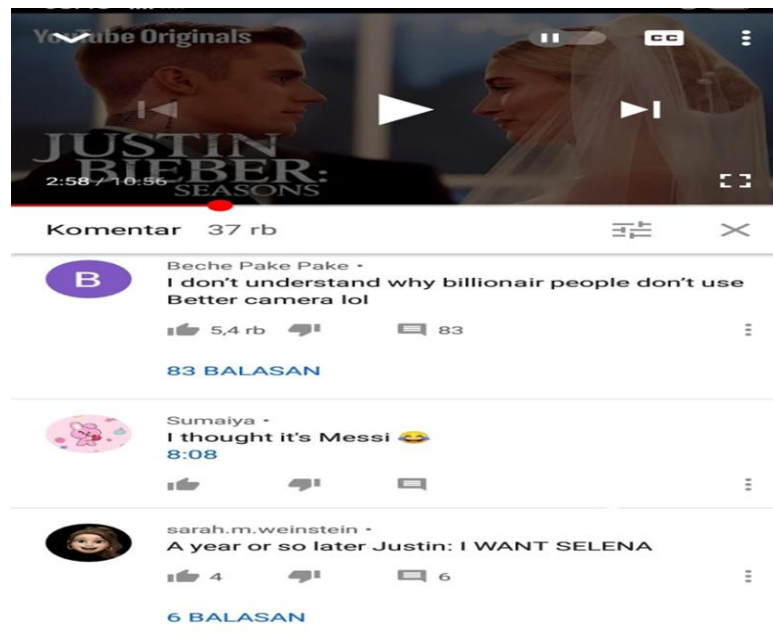 YouTube Originals
CC
JUSTIN
BIEBER:
SEASONS
2:58 / 10:56
Komentar 37 rb
B
Beche Pake Pake •
I don't understand why billionair people don't use
Better camera lol
5,4 rb 83
83 BALASAN
Sumaiya •
I thought it's Messi 😂
8:08
sarah.m.weinstein •
A year or so later Justin: I WANT SELENA
4 6
6 BALASAN